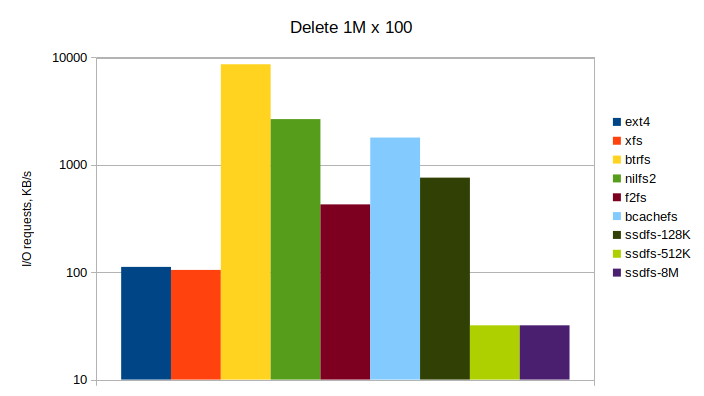 Delete 1M x 100
I/O requests, KB/s
10000
1000
100
10
ext4
xfs
btrfs
nilfs2
f2fs
bcachefs
ssdfs-128K
ssdfs-512K
ssdfs-8M